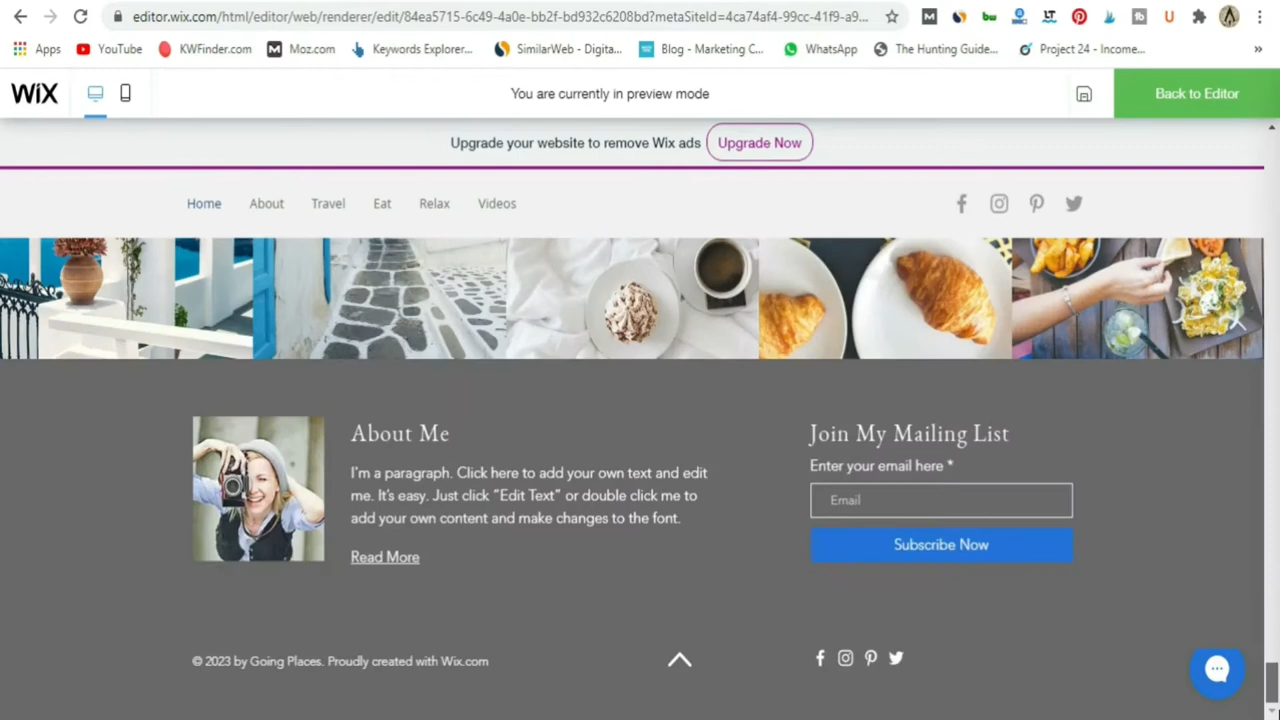 editor.wix.com/html/editor/web/renderer/edit/84ea5715-6c49-4a0e-bb2f-bd932c6208bd?metaSiteId=4ca74af4-99cc-41f9-a9...
Apps YouTube KWFinder.com Moz.com Keywords Explorer... SimilarWeb - Digita... Blog - Marketing C... WhatsApp The Hunting Guide... Project 24 - Income... »
WiX You are currently in preview mode Back to Editor
Upgrade your website to remove Wix ads Upgrade Now
Home About Travel Eat Relax Videos
About Me
I'm a paragraph. Click here to add your own text and edit
me. It's easy. Just click “Edit Text” or double click me to
add your own content and make changes to the font.
Read More
Join My Mailing List
Enter your email here *
Email
Subscribe Now
© 2023 by Going Places. Proudly created with Wix.com